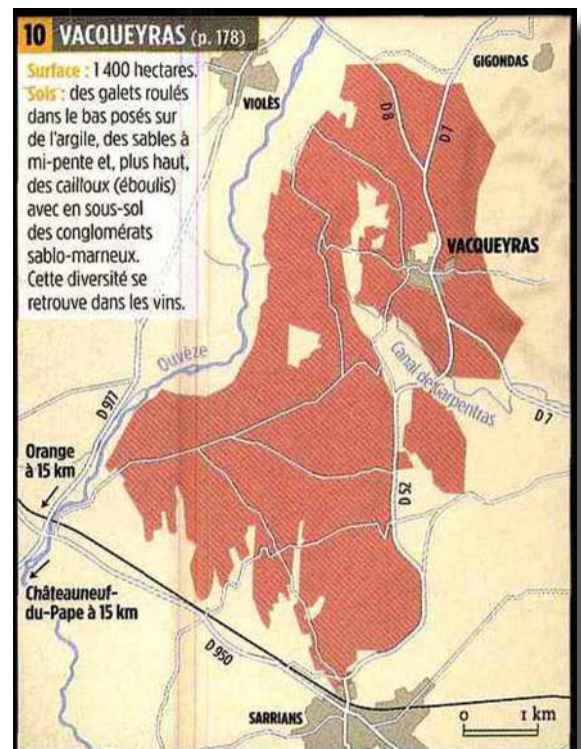 10 VACQUEYRAS (p. 178)
Surface : 1 400 hectares.
Sols : des galets roulés
dans le bas posés sur
de l'argile, des sables à
mi-pente et, plus haut,
des cailloux (éboulis)
avec en sous-sol
des conglomérats
sablo-marneux.
Cette diversité se
retrouve dans les vins.
GIGONDAS
VIOLÈS
D 8
D 7
VACQUEYRAS
Ouvèze
Canal de Carpentras
D 977
D 7
Orange
à 15 km
D 52
Châteauneuf-
du-Pape à 15 km
D 950
SARRIANS
0 1 km